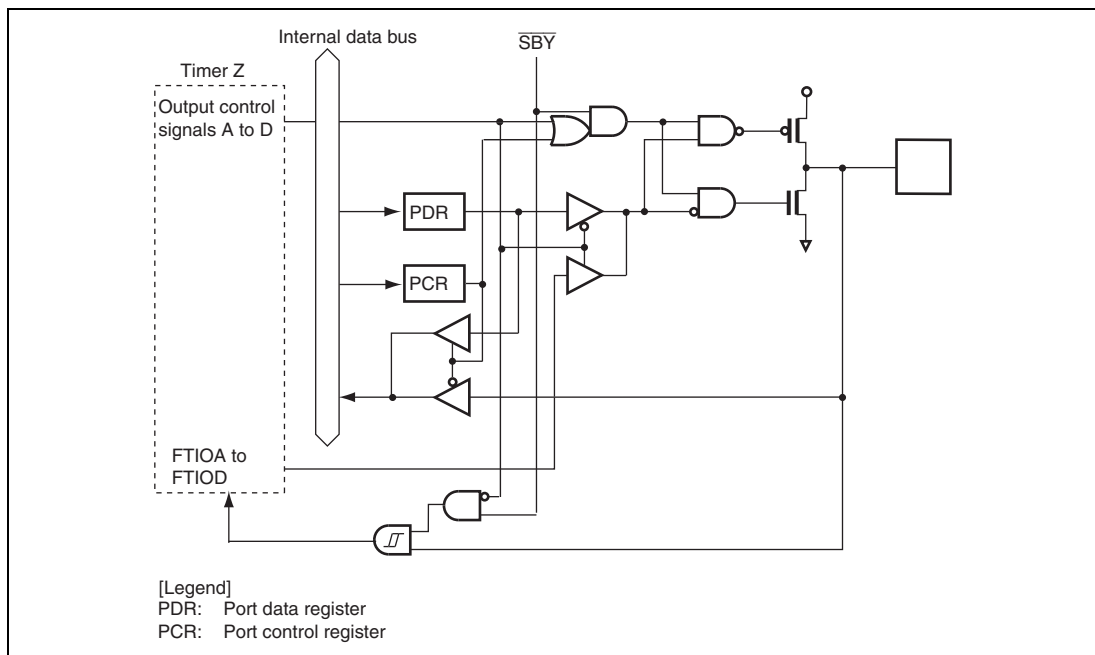 Internal data bus
SBY
Timer Z
Output control
signals A to D
PDR
PCR
FTIOA to
FTIOD
[Legend]
PDR: Port data register
PCR: Port control register